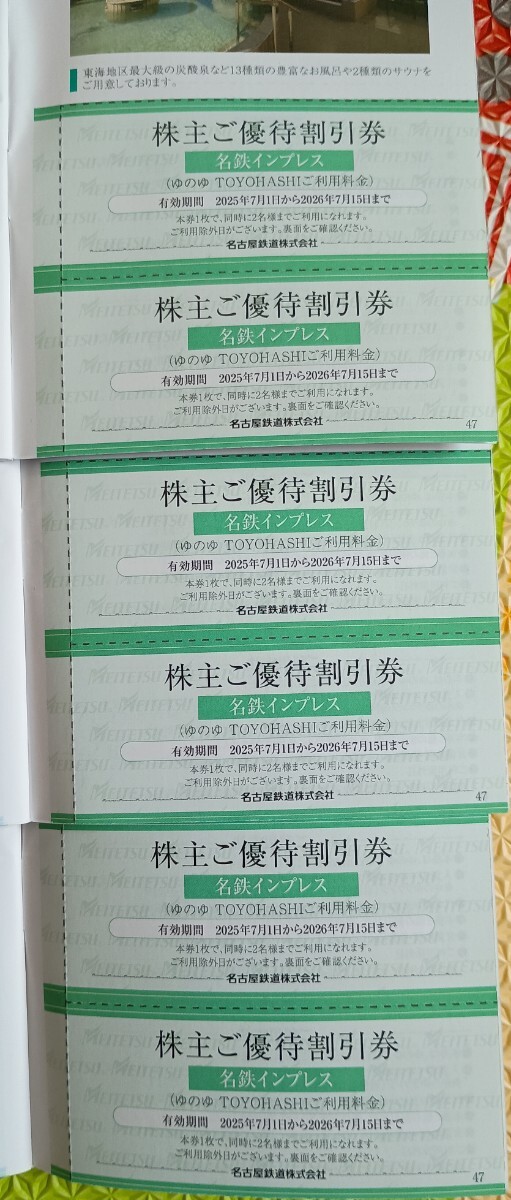 東海地区最大級の炭酸泉など13種類の豊富なお風呂や2種類のサウナを
ご用意しております。
株主ご優待割引券
名鉄インプレス
(ゆのゆ TOYOHASHIご利用料金)
有効期間 2025年7月1日から2026年7月15日まで
本券1枚で、同時に2名様までご利用になれます。
ご利用除外日がございます。裏面をご確認ください。
名古屋鉄道株式会社
株主ご優待割引券
名鉄インプレス
(ゆのゆ TOYOHASHIご利用料金)
有効期間 2025年7月1日から2026年7月15日まで
本券1枚で、同時に2名様までご利用になれます。
ご利用除外日がございます。裏面をご確認ください。
名古屋鉄道株式会社
47
株主ご優待割引券
名鉄インプレス
(ゆのゆ TOYOHASHIご利用料金)
有効期間 2025年7月1日から2026年7月15日まで
本券1枚で、同時に2名様までご利用になれます。
ご利用除外日がございます。裏面をご確認ください。
名古屋鉄道株式会社
株主ご優待割引券
名鉄インプレス
(ゆのゆ TOYOHASHIご利用料金)
有効期間 2025年7月1日から2026年7月15日まで
本券1枚で、同時に2名様までご利用になれます。
ご利用除外日がございます。裏面をご確認ください。
名古屋鉄道株式会社
47
株主ご優待割引券
名鉄インプレス
(ゆのゆ TOYOHASHIご利用料金)
有効期間 2025年7月1日から2026年7月15日まで
本券1枚で、同時に2名様までご利用になれます。
ご利用除外日がございます。裏面をご確認ください。
名古屋鉄道株式会社
株主ご優待割引券
名鉄インプレス
(ゆのゆ TOYOHASHIご利用料金)
有効期間 2025年7月1日から2026年7月15日まで
本券1枚で、同時に2名様までご利用になれます。
ご利用除外日がございます。裏面をご確認ください。
名古屋鉄道株式会社
47